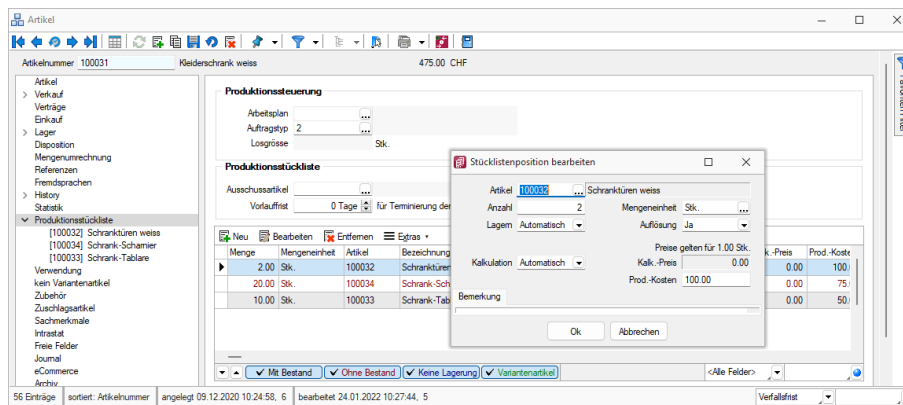 Artikel
Artikelnummer 100031 Kleiderschrank weiss 475.00 CHF
Artikel
Verkauf
Verträge
Einkauf
Lager
Disposition
Mengenumrechnung
Referenzen
Fremdsprachen
History
Statistik
Produktionsstückliste
[100032] Schranktüren weiss
[100034] Schrank-Scharnier
[100033] Schrank-Tablare
Verwendung
kein Variantenartikel
Zubehör
Zuschlagsartikel
Sachmerkmale
Intrastat
Freie Felder
Journal
eCommerce
Archiv
Produktionssteuerung
Arbeitsplan ...
Auftragstyp 2 ...
Losgrösse Stk.
Produktionsstückliste
Ausschussartikel ...
Vorlauffrist 0 Tage für Terminierung der
Neu Bearbeiten Entfernen Extras
Menge Mengeneinheit Artikel Bezeichnung k.-Preis Prod.-Koste
2.00 Stk. 100032 Schranktüren 0.00 100.
20.00 Stk. 100034 Schrank-Sch 0.00 75.
10.00 Stk. 100033 Schrank-Tab 0.00 50.
Mit Bestand Ohne Bestand Keine Lagerung Variantenartikel <Alle Felder>
Stücklistenposition bearbeiten
Artikel 100032 ... Schranktüren weiss
Anzahl 2 Mengeneinheit Stk. ...
Lagern Automatisch Auflösung Ja
Preise gelten für 1.00 Stk.
Kalkulation Automatisch Kalk.-Preis 0.00
Prod.-Kosten 100.00
Bemerkung
Ok Abbrechen
56 Einträge sortiert: Artikelnummer angelegt 09.12.2020 10:24:58, 6 bearbeitet 24.01.2022 10:27:44, 5 Verfallsfrist